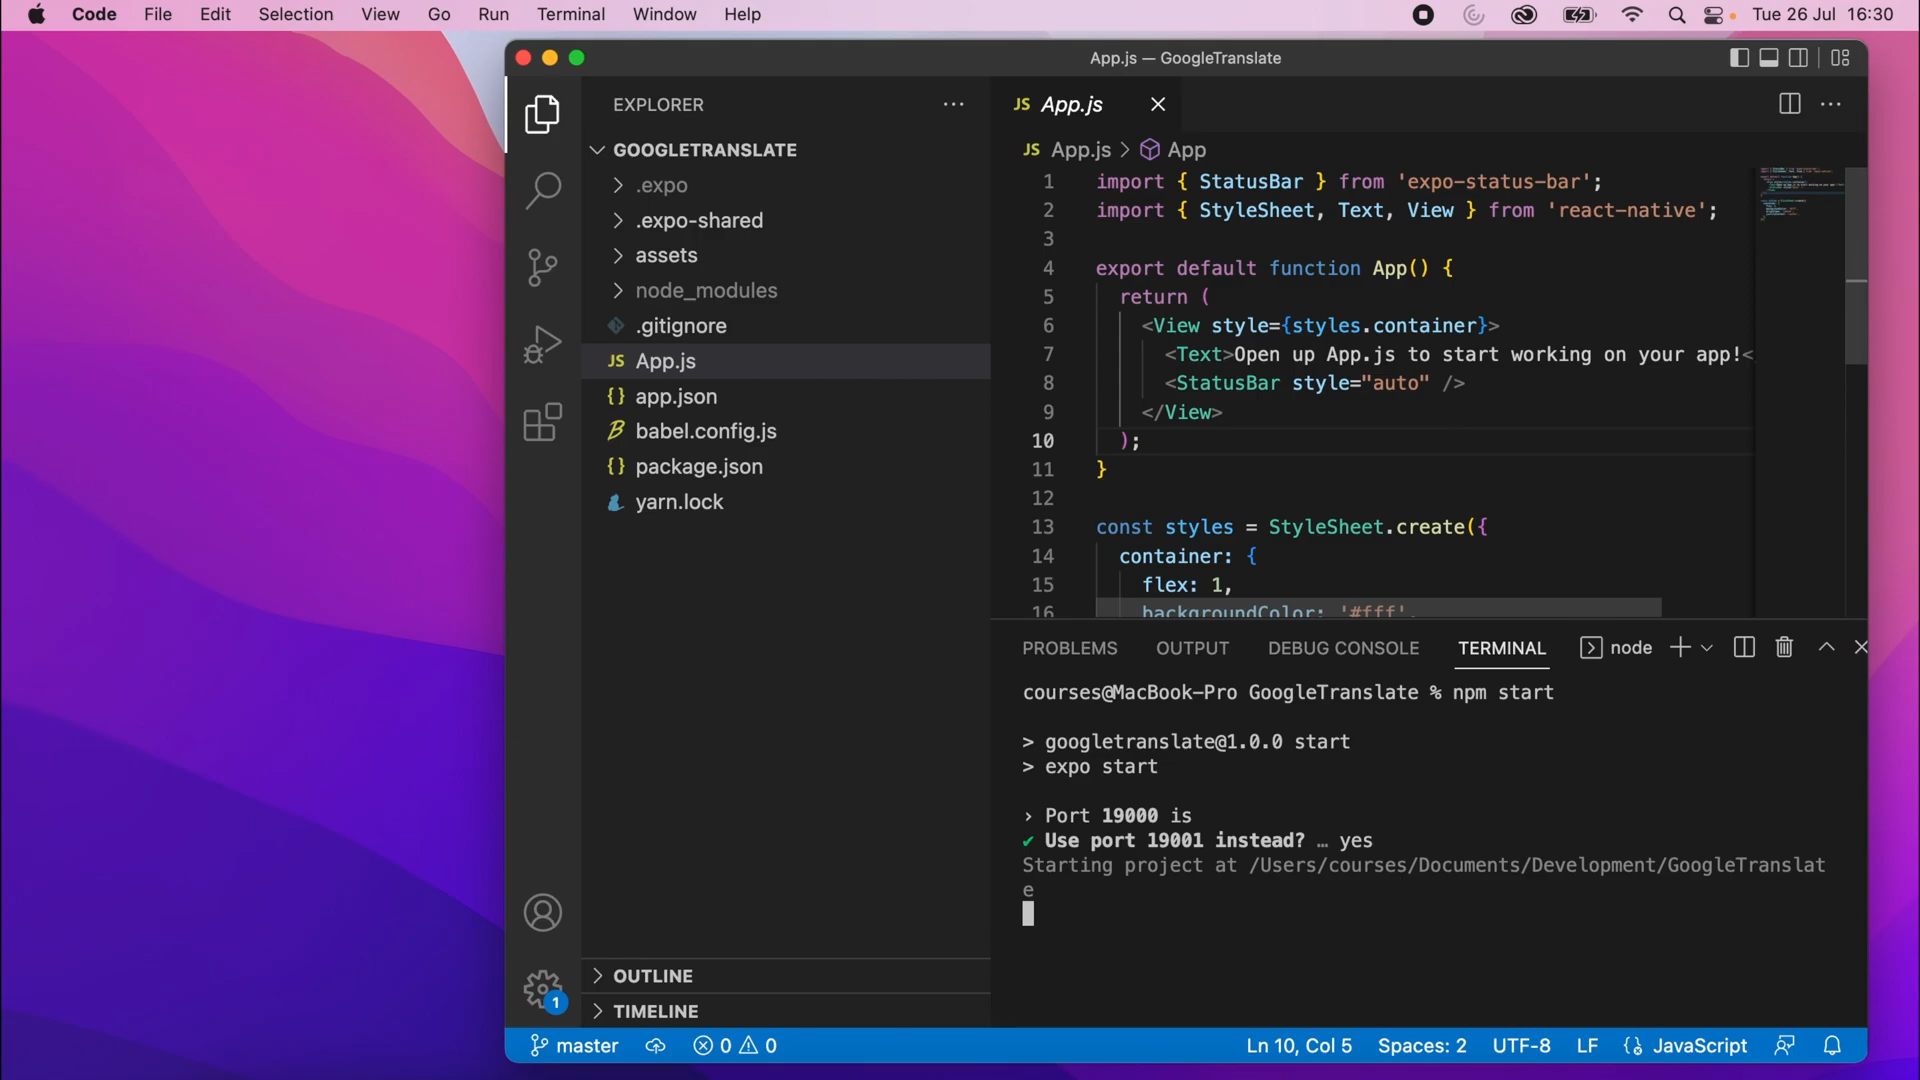 Code File Edit Selection View Go Run Terminal Window Help Tue 26 Jul 16:30
App.js — GoogleTranslate
EXPLORER
GOOGLETRANSLATE
.expo
.expo-shared
assets
node_modules
.gitignore
JS App.js
{} app.json
babel.config.js
{} package.json
yarn.lock
OUTLINE
TIMELINE
1
JS App.js
JS App.js > App
1 import { StatusBar } from 'expo-status-bar';
2 import { StyleSheet, Text, View } from 'react-native';
3
4 export default function App() {
5 return (
6 <View style={styles.container}>
7 <Text>Open up App.js to start working on your app!<
8 <StatusBar style="auto" />
9 </View>
10 );
11 }
12
13 const styles = StyleSheet.create({
14 container: {
15 flex: 1,
16 backgroundColor: '#fff',
PROBLEMS OUTPUT DEBUG CONSOLE TERMINAL node
courses@MacBook-Pro GoogleTranslate % npm start
> googletranslate@1.0.0 start
> expo start
› Port 19000 is
✔ Use port 19001 instead? … yes
Starting project at /Users/courses/Documents/Development/GoogleTranslat
e
master 0 0 Ln 10, Col 5 Spaces: 2 UTF-8 LF JavaScript